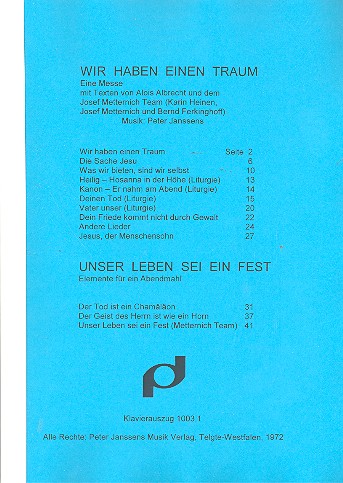 WIR HABEN EINEN TRAUM
Eine Messe
mit Texten von Alois Albrecht und dem
Josef Metternich Team (Karin Heinen,
Josef Metternich und Bernd Ferkinghoff)
Musik: Peter Janssens
Wir haben einen Traum - Seite 2
Die Sache Jesu 6
Was wir bieten, sind wir selbst 10
Heilig – Hosanna in der Höhe (Liturgie) 13
Kanon – Er nahm am Abend (Liturgie) 14
Deinen Tod (Liturgie) 15
Vater unser (Liturgie) 20
Dein Friede kommt nicht durch Gewalt 22
Andere Lieder 24
Jesus, der Menschensohn 27
UNSER LEBEN SEI EIN FEST
Elemente für ein Abendmahl
Der Tod ist ein Chamäläon 31
Der Geist des Herrn ist wie ein Horn 37
Unser Leben sei ein Fest (Metternich Team) 41
Klavierauszug 1003.1
Alle Rechte: Peter Janssens Musik Verlag, Telgte-Westfalen, 1972